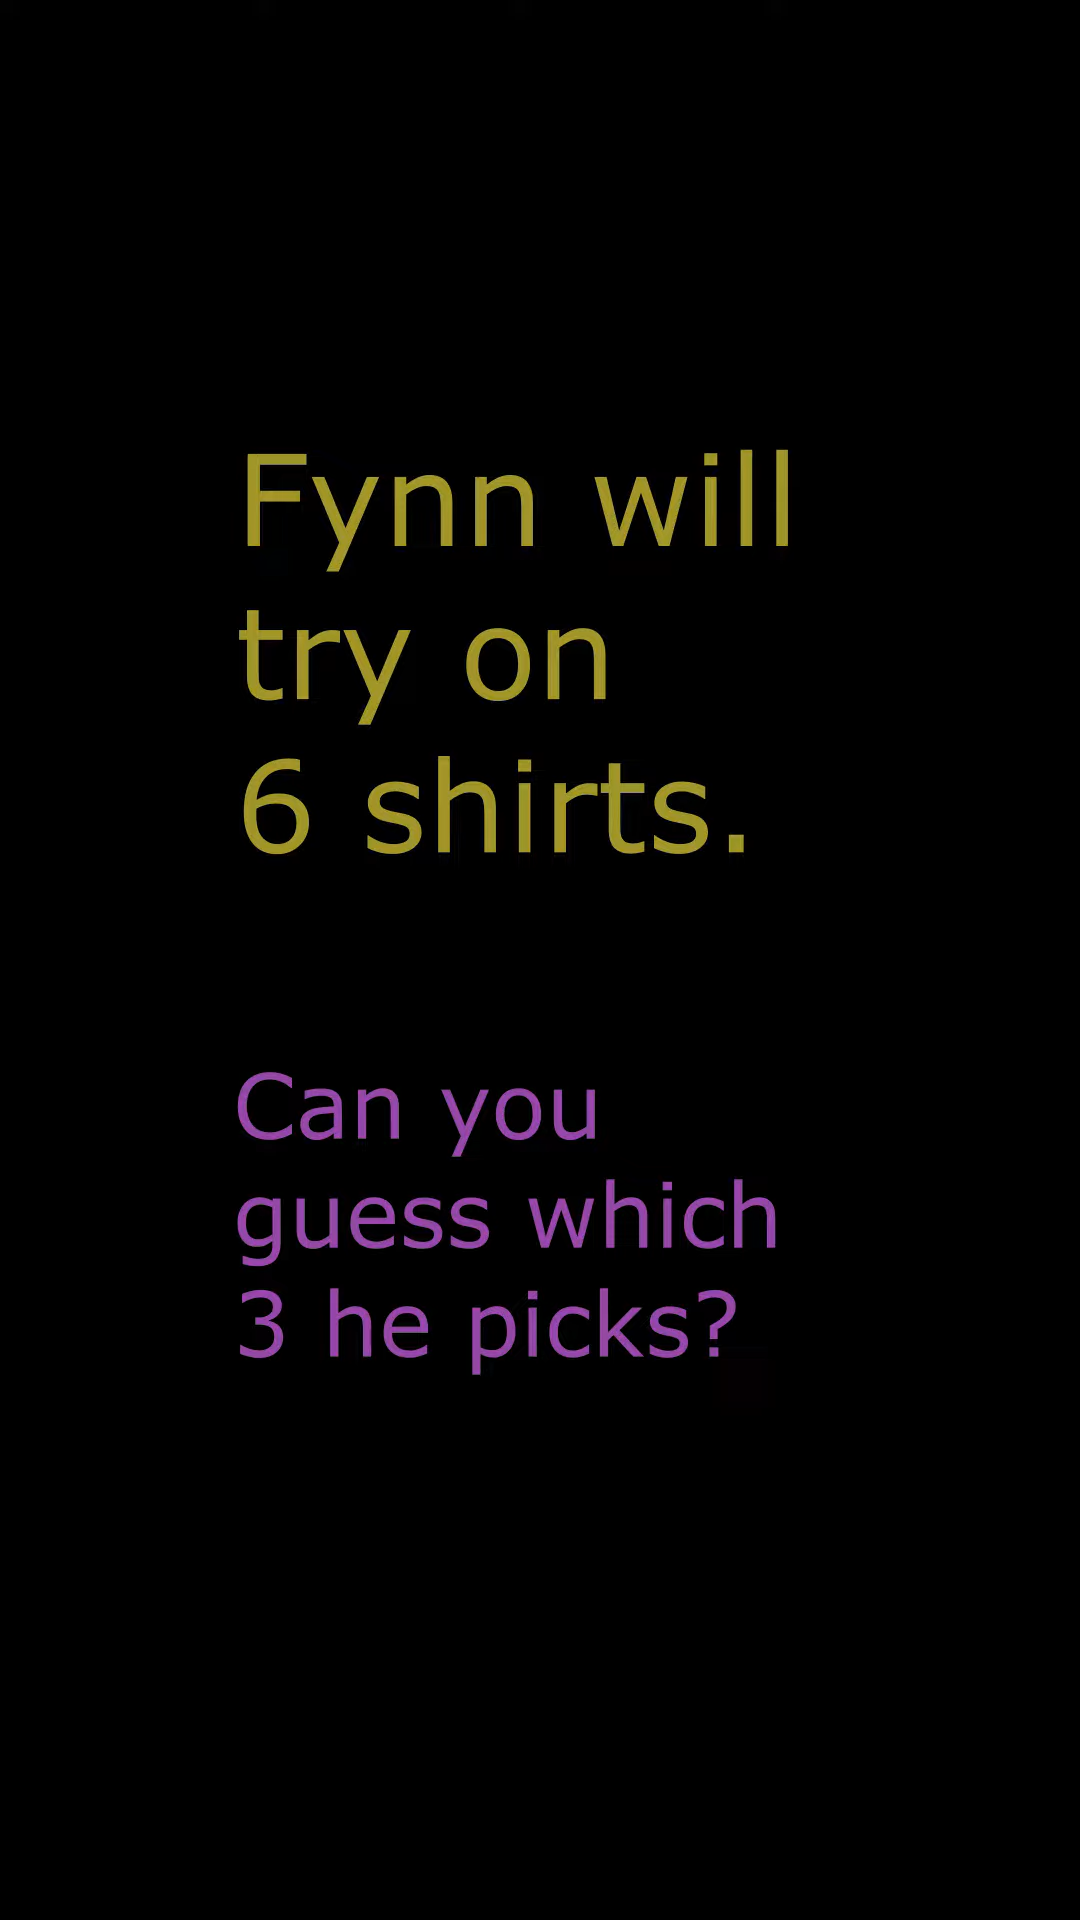 Fynn will
try on
6 shirts.
Can you
guess which
3 he picks?